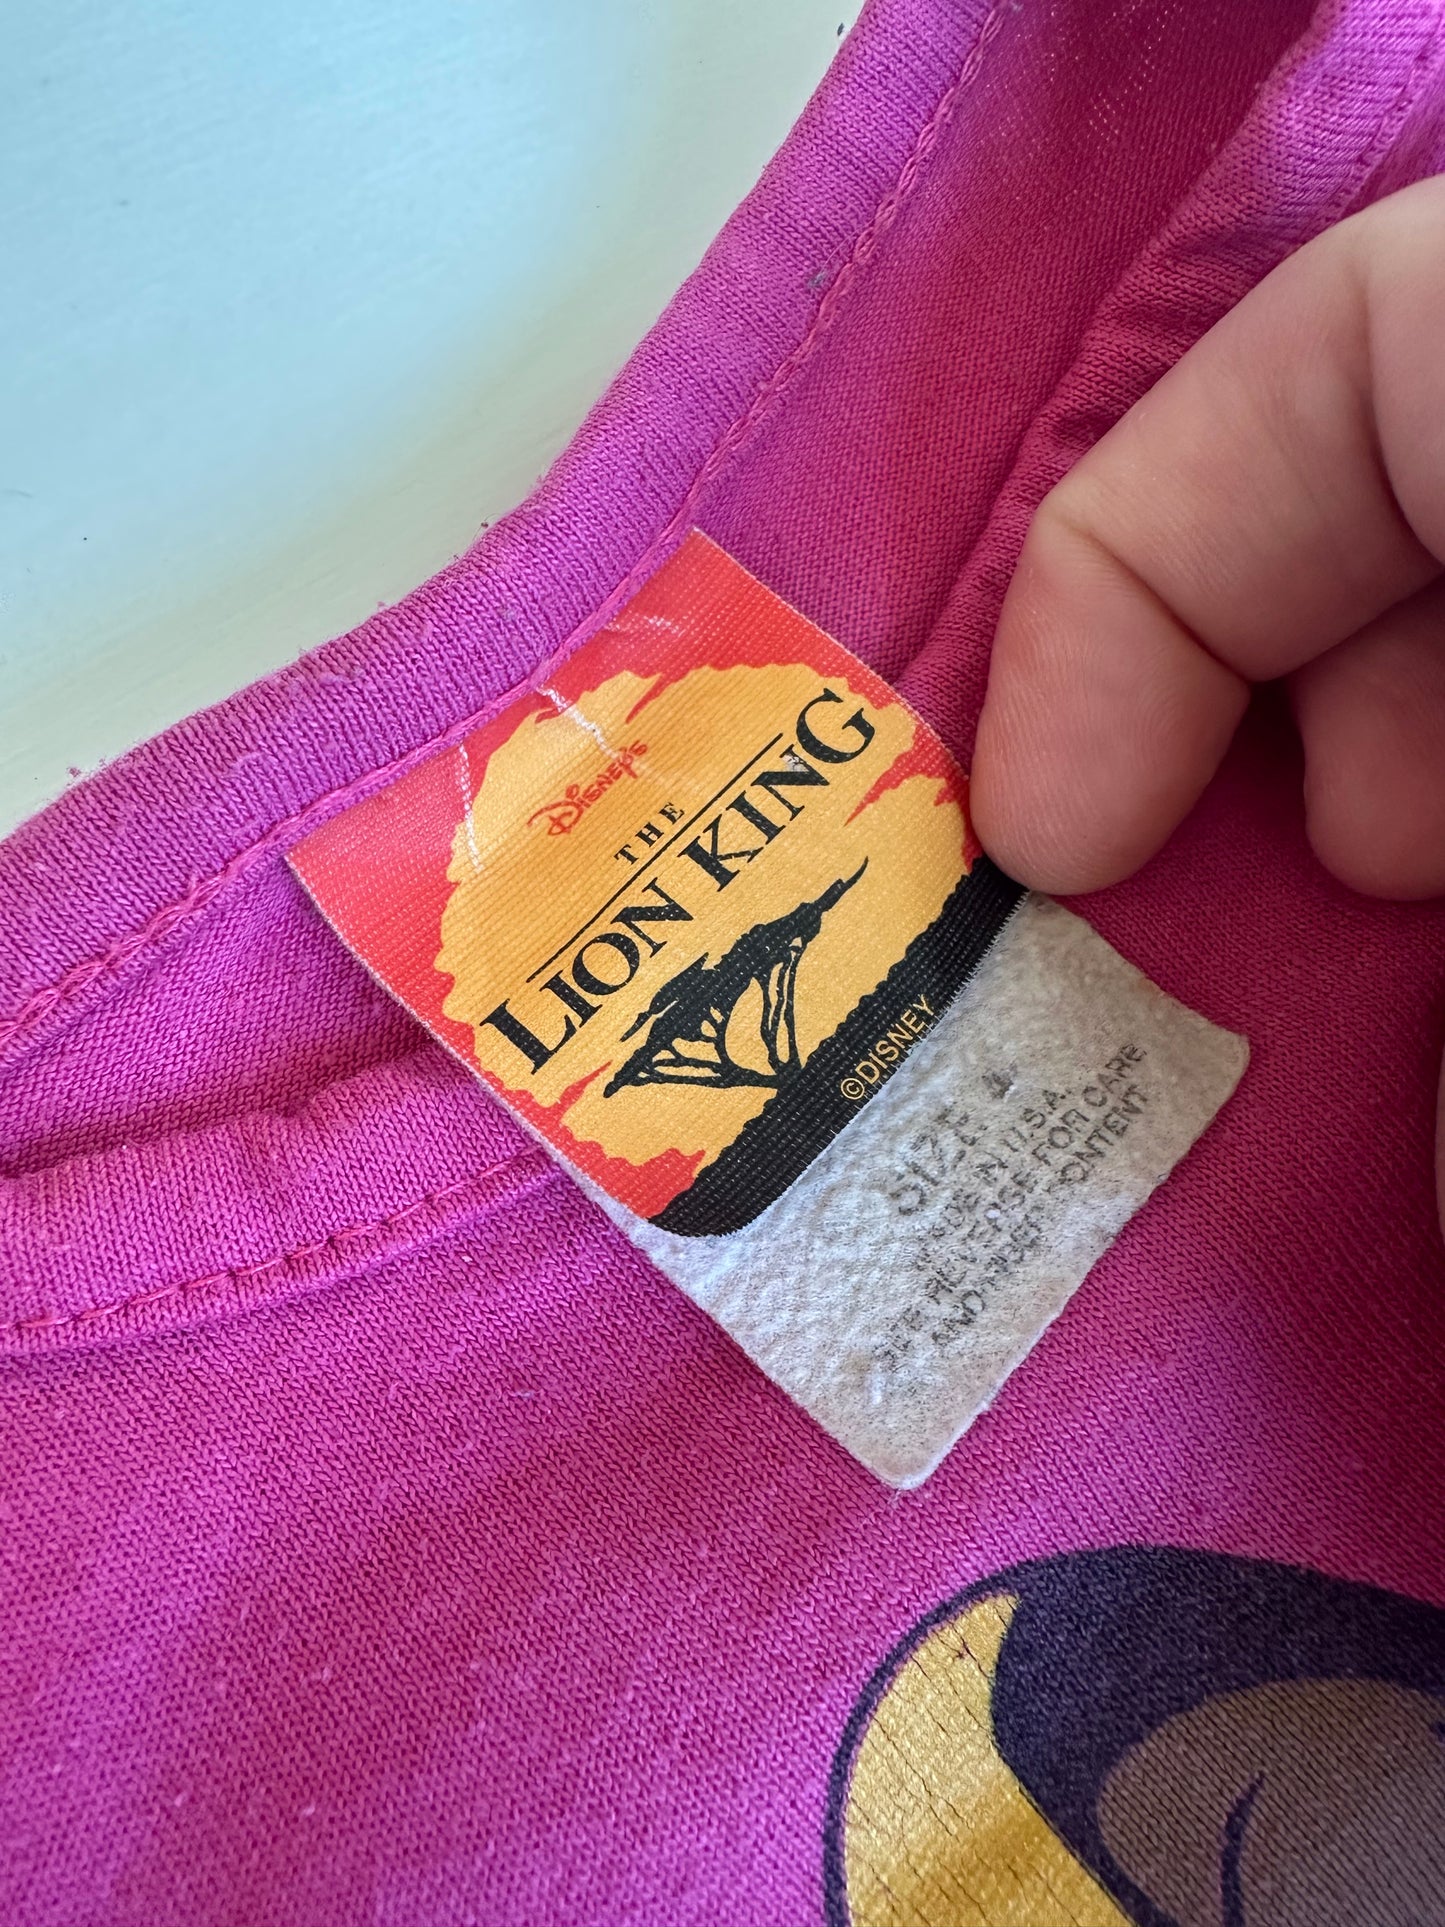 Disney's
THE
LION KING
©DISNEY
SIZE 4
MADE IN U.S.A.
SEE REVERSE FOR CARE
AND FIBER CONTENT